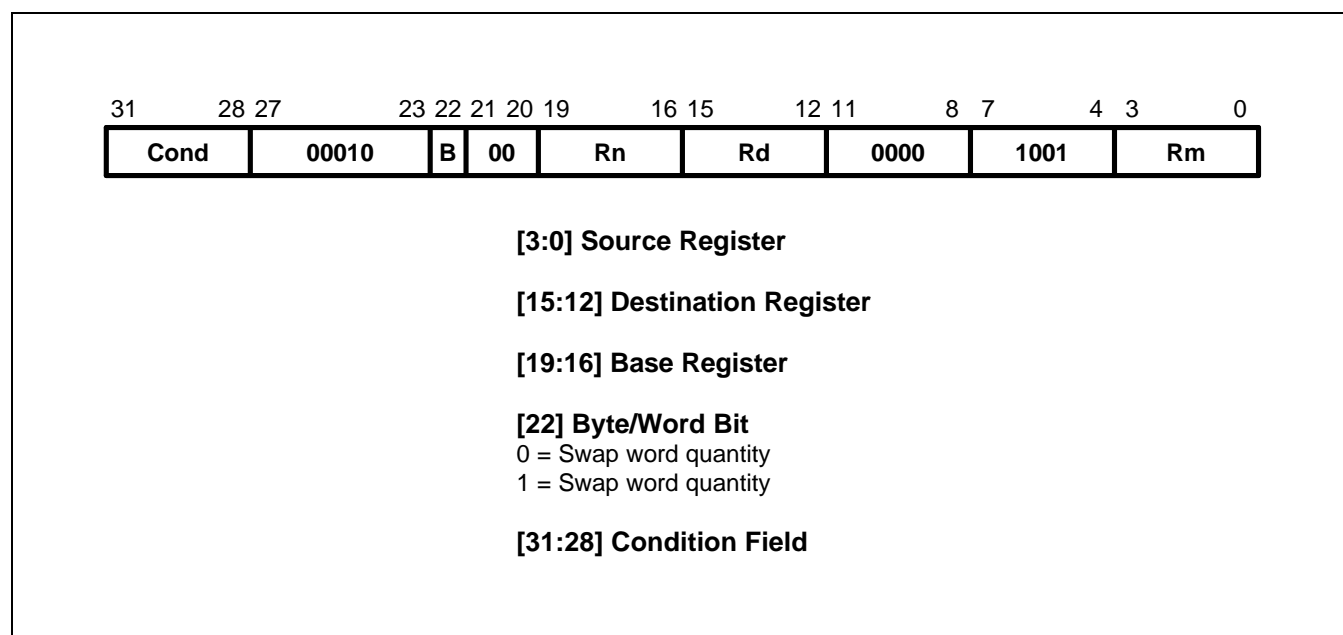 31 28 27 23 22 21 20 19 16 15 12 11 8 7 4 3 0
Cond 00010 B 00 Rn Rd 0000 1001 Rm
[3:0] Source Register
[15:12] Destination Register
[19:16] Base Register
[22] Byte/Word Bit
0 = Swap word quantity
1 = Swap word quantity
[31:28] Condition Field